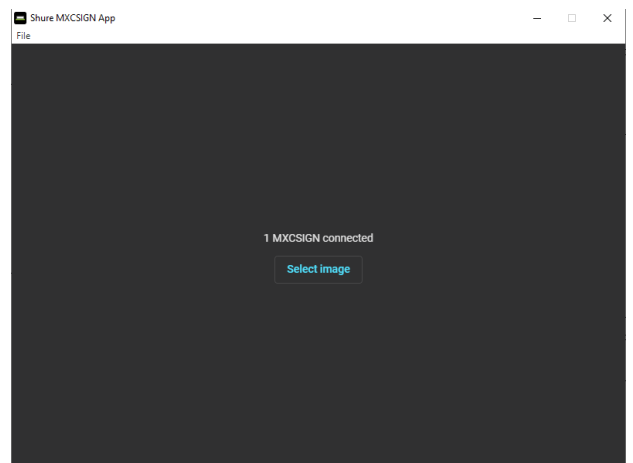 Shure MXCSIGN App
File
1 MXCSIGN connected
Select image